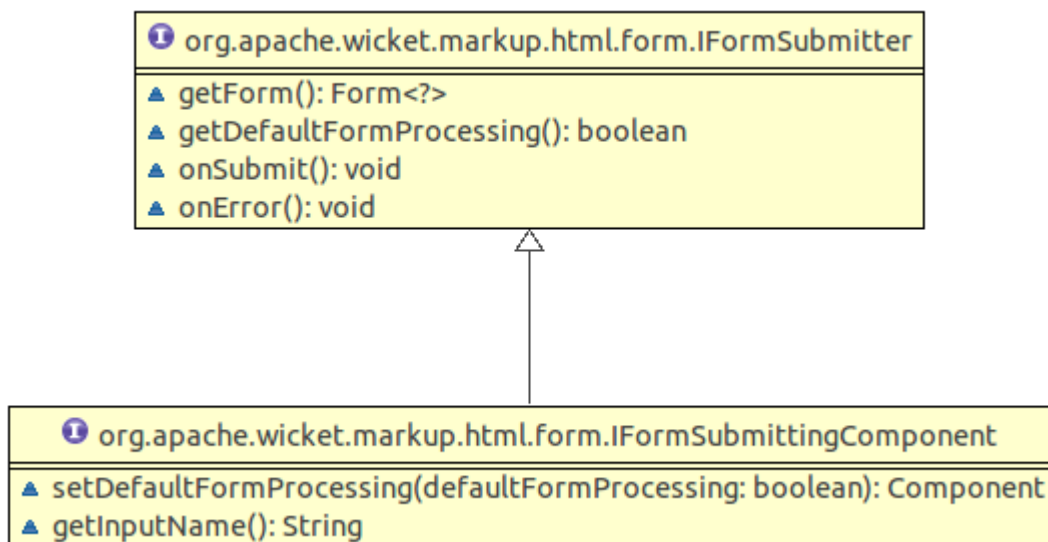 org.apache.wicket.markup.html.form.IFormSubmitter
getForm(): Form<?>
getDefaultFormProcessing(): boolean
onSubmit(): void
onError(): void
org.apache.wicket.markup.html.form.IFormSubmittingComponent
setDefaultFormProcessing(defaultFormProcessing: boolean): Component
getInputName(): String